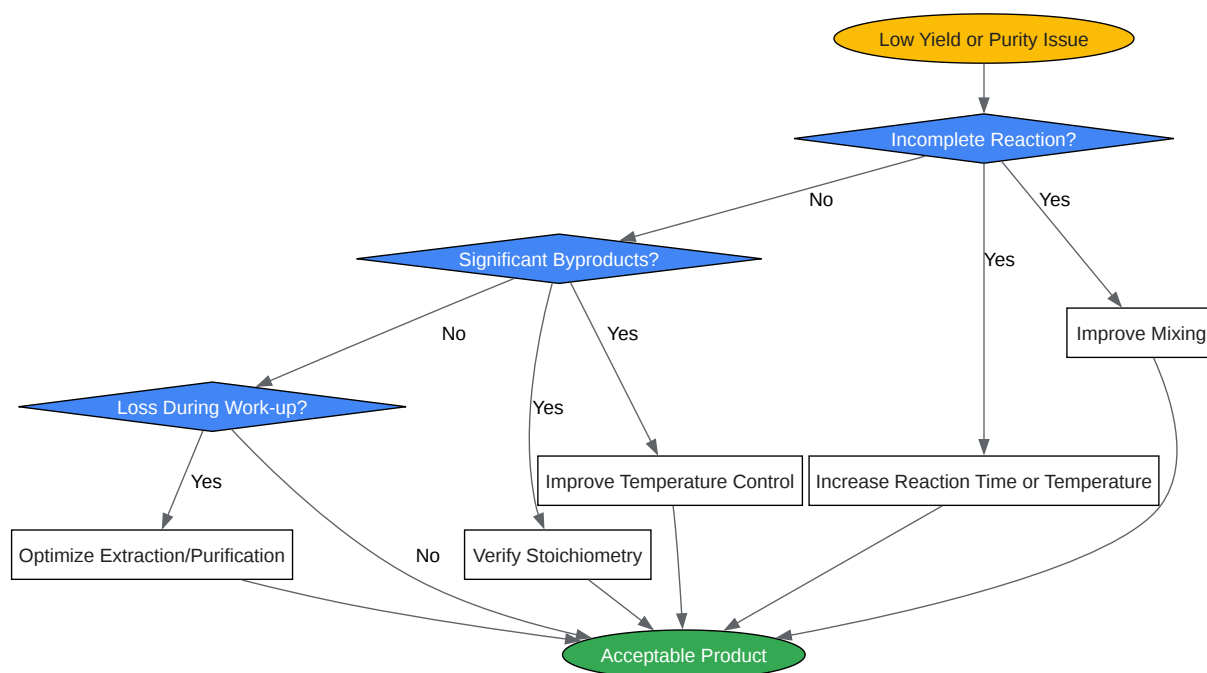 Low Yield or Purity Issue
Incomplete Reaction?
No
Yes
Yes
Significant Byproducts?
No
Yes
Yes
Improve Mixing
Loss During Work-up?
Yes
No
Improve Temperature Control
Increase Reaction Time or Temperature
Optimize Extraction/Purification
Verify Stoichiometry
Acceptable Product